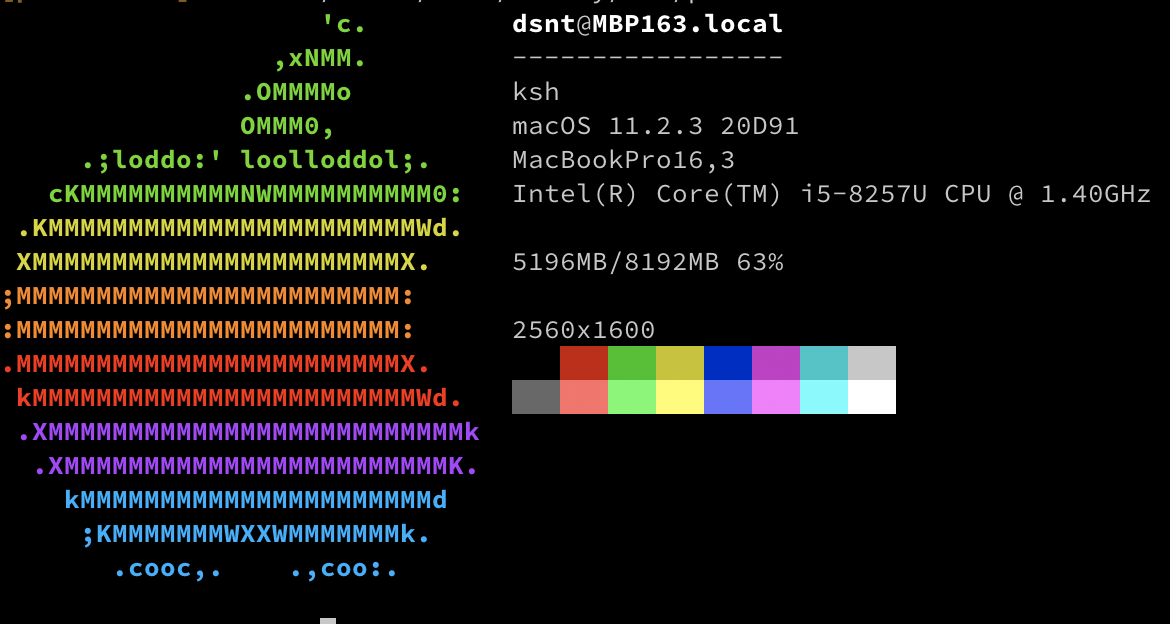 'c.
,xNMM.
.OMMMMo
OMMM0,
.;loddo:' loolloddol;.
cKMMMMMMMMMMNWMMMMMMMMMM0:
.KMMMMMMMMMMMMMMMMMMMMMMMWd.
XMMMMMMMMMMMMMMMMMMMMMMMX.
;MMMMMMMMMMMMMMMMMMMMMMMM:
:MMMMMMMMMMMMMMMMMMMMMMMM:
.MMMMMMMMMMMMMMMMMMMMMMMMX.
kMMMMMMMMMMMMMMMMMMMMMMMMWd.
.XMMMMMMMMMMMMMMMMMMMMMMMMMMk
.XMMMMMMMMMMMMMMMMMMMMMMMMK.
kMMMMMMMMMMMMMMMMMMMMMMd
;KMMMMMMMWXXWMMMMMMMk.
.cooc,. .,coo:.
dsnt@MBP163.local
-----------------
ksh
macOS 11.2.3 20D91
MacBookPro16,3
Intel(R) Core(TM) i5-8257U CPU @ 1.40GHz
5196MB/8192MB 63%
2560x1600